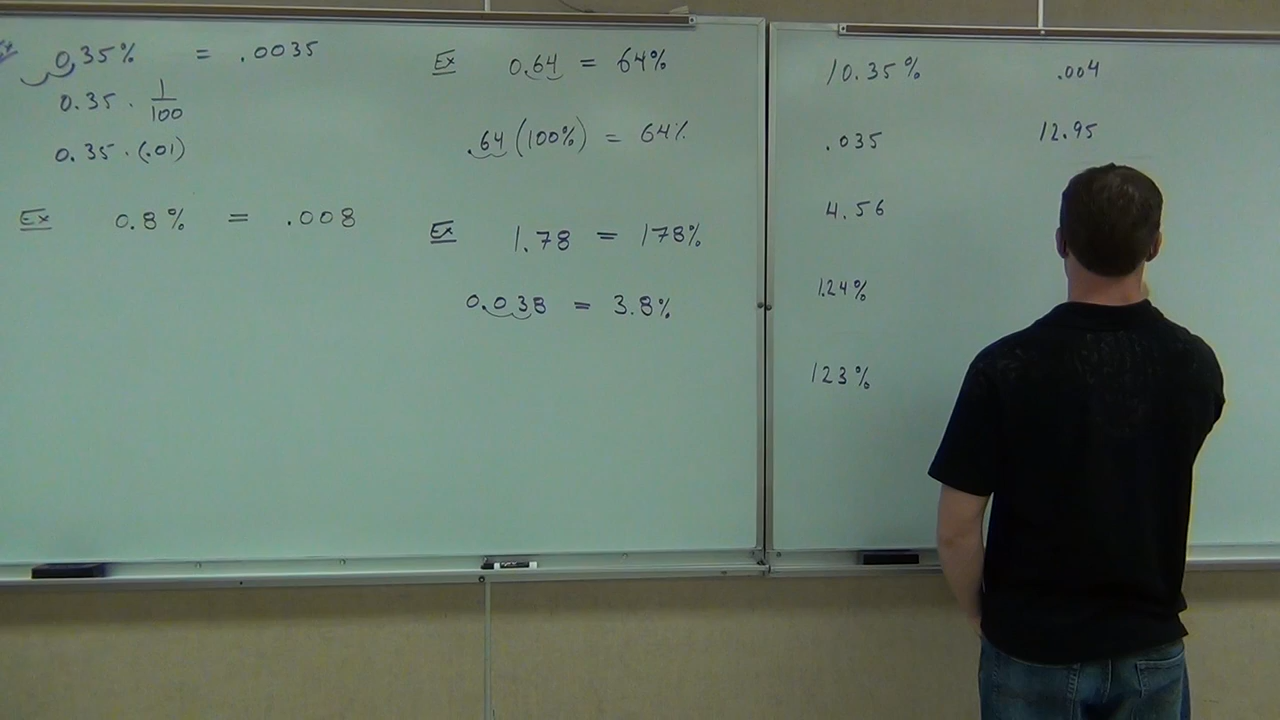 Ex 0.35% = .0035
0.35 · 1/100
0.35 · (.01)
Ex 0.8% = .008
Ex 0.64 = 64%
.64 (100%) = 64%
Ex 1.78 = 178%
0.038 = 3.8%
10.35%
.035
4.56
1.24%
123%
.004
12.95